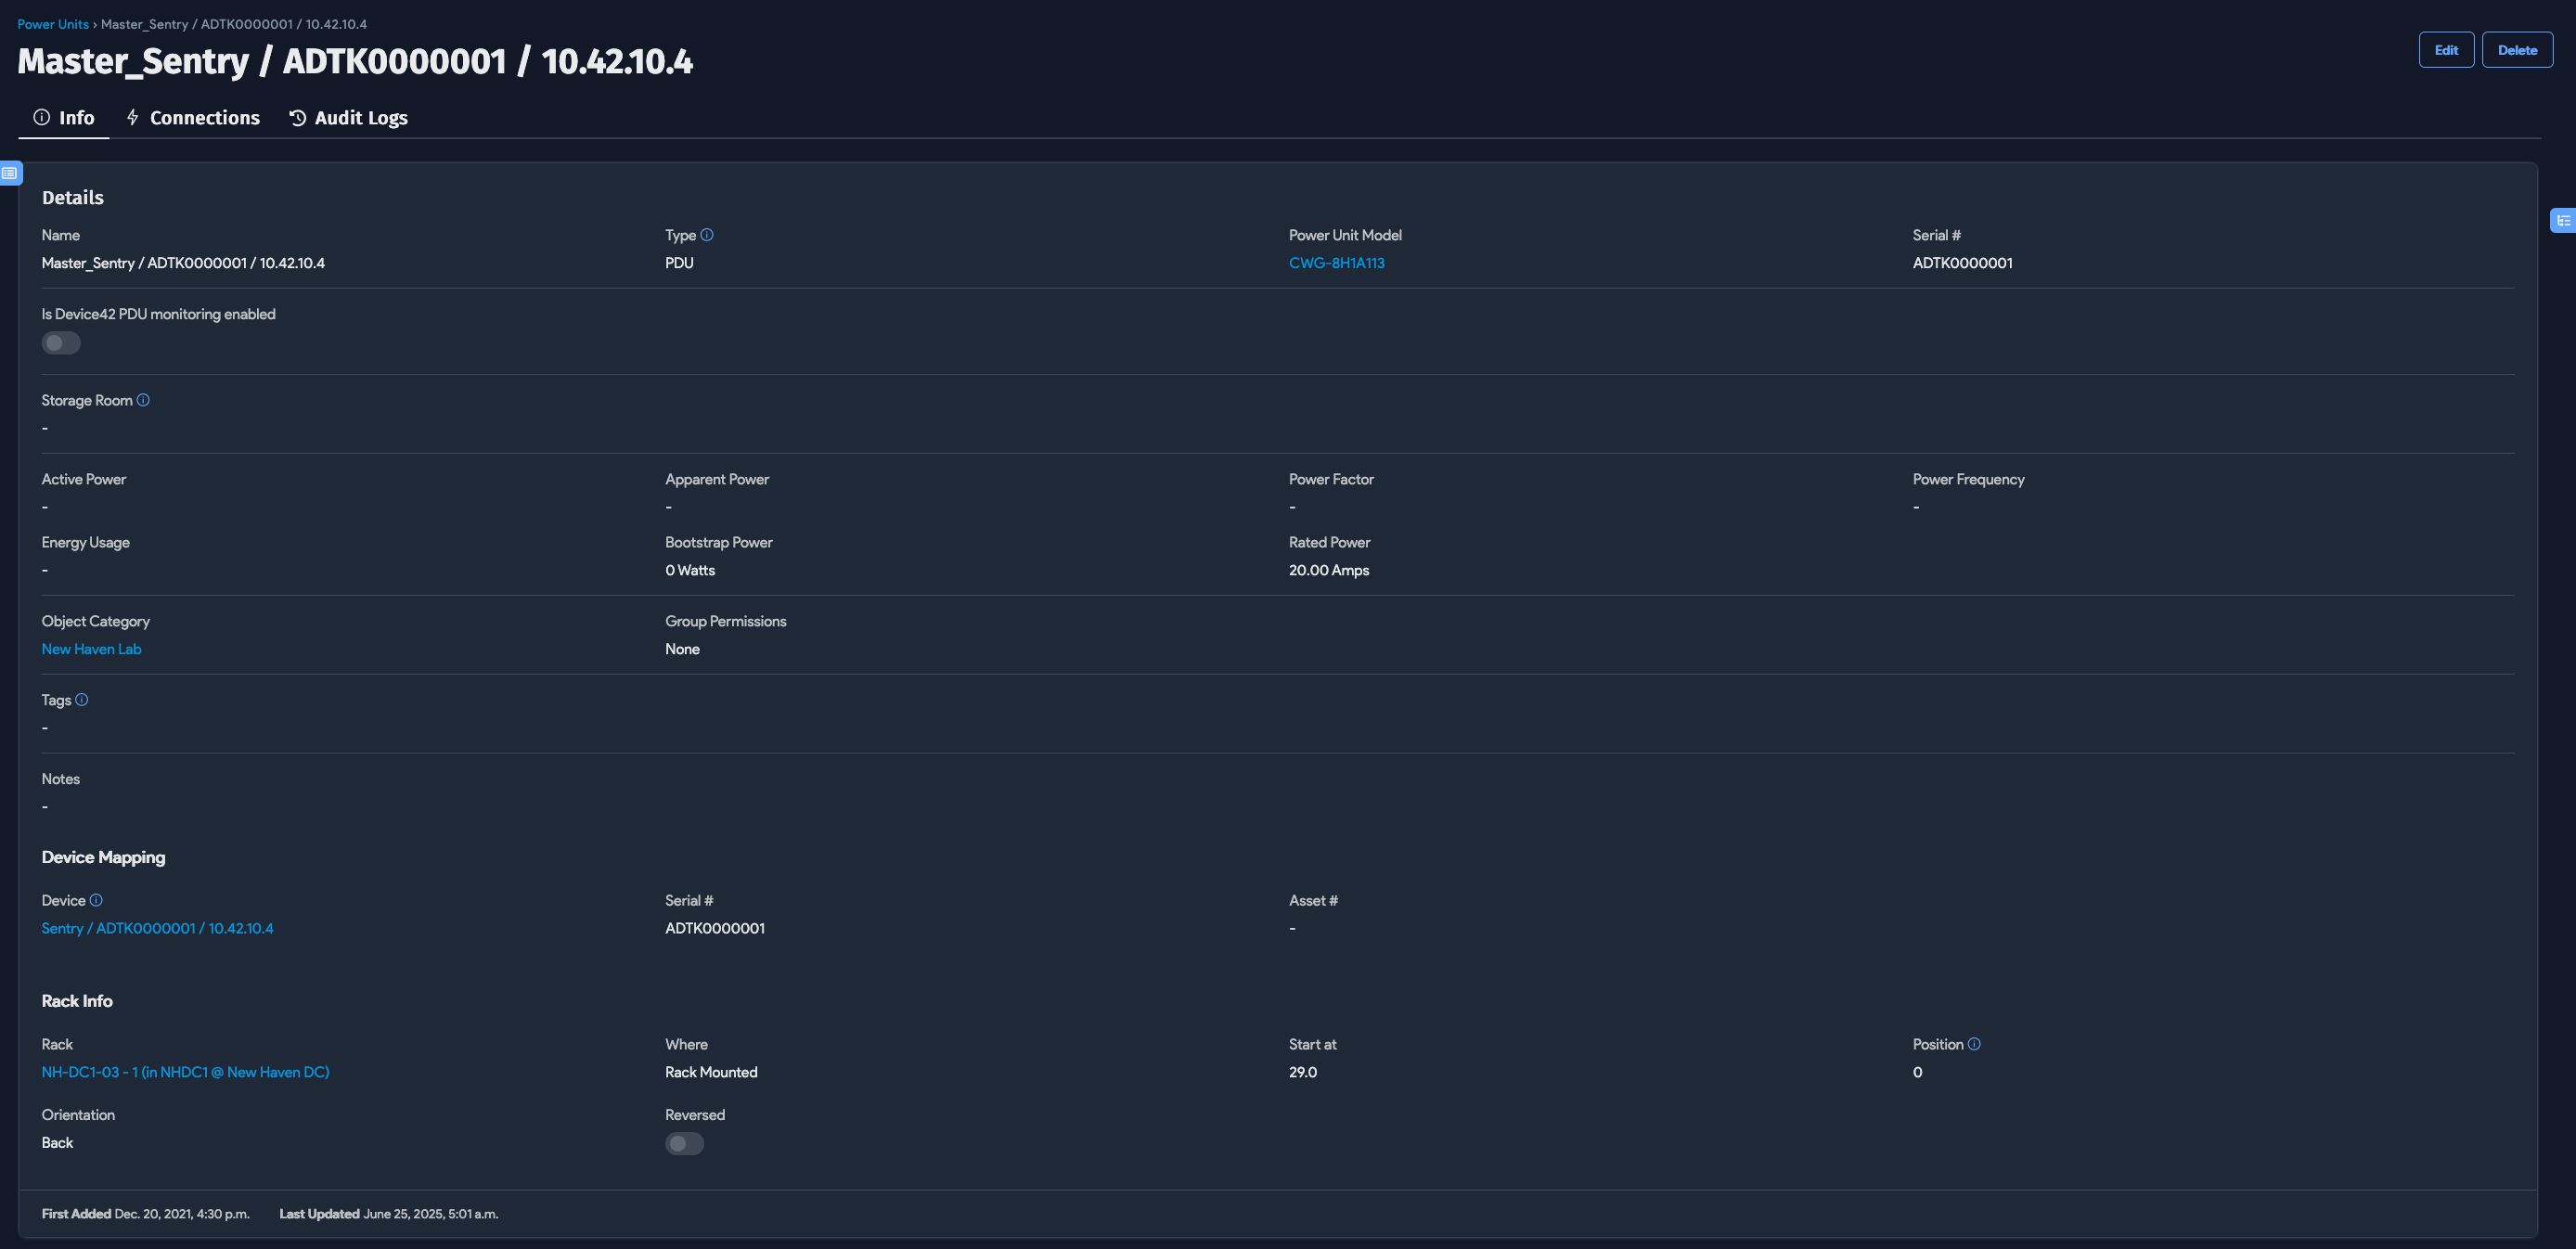 Power Units › Master_Sentry / ADTK0000001 / 10.42.10.4
Master_Sentry / ADTK0000001 / 10.42.10.4
Edit Delete
Info Connections Audit Logs
Details
Name Type Power Unit Model Serial #
Master_Sentry / ADTK0000001 / 10.42.10.4 PDU CWG-8H1A113 ADTK0000001
Is Device42 PDU monitoring enabled
Storage Room
-
Active Power Apparent Power Power Factor Power Frequency
- - - -
Energy Usage Bootstrap Power Rated Power
- 0 Watts 20.00 Amps
Object Category Group Permissions
New Haven Lab None
Tags
-
Notes
-
Device Mapping
Device Serial # Asset #
Sentry / ADTK0000001 / 10.42.10.4 ADTK0000001 -
Rack Info
Rack Where Start at Position
NH-DC1-03 - 1 (in NHDC1 @ New Haven DC) Rack Mounted 29.0 0
Orientation Reversed
Back
First Added Dec. 20, 2021, 4:30 p.m. Last Updated June 25, 2025, 5:01 a.m.